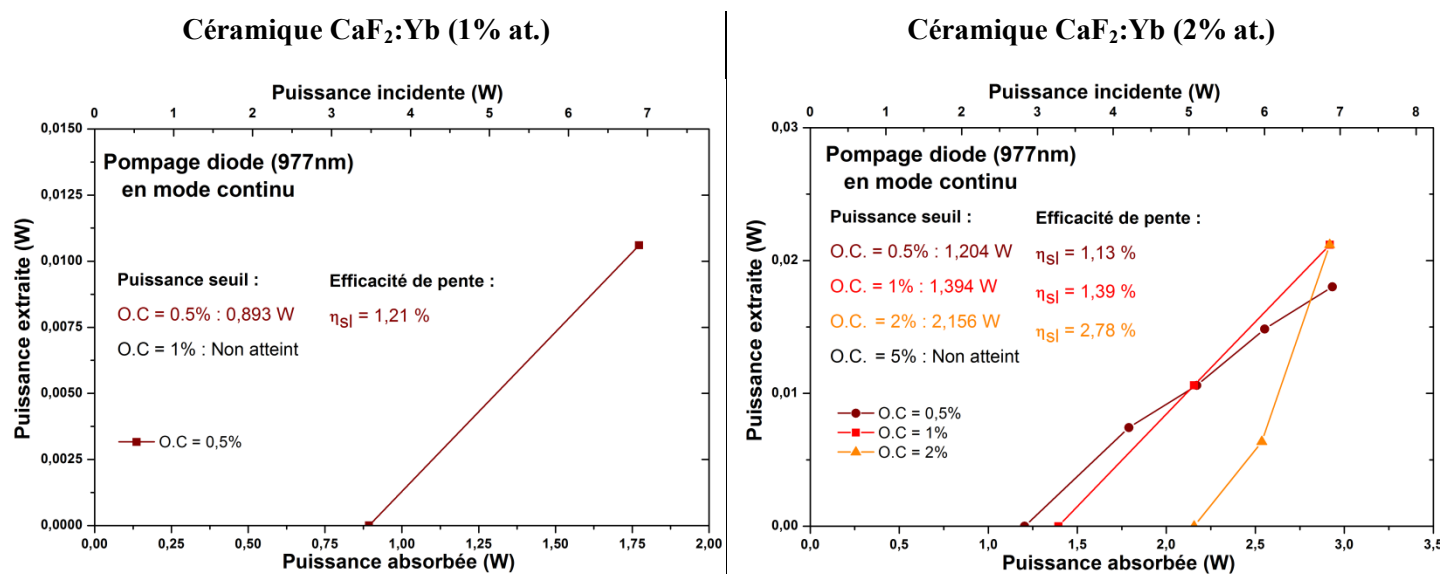 Céramique CaF₂:Yb (1% at.)
Puissance incidente (W)
0 1 2 3 4 5 6 7
0,0150
0,0125
0,0100
0,0075
0,0050
0,0025
0,0000
Puissance extraite (W)
Pompage diode (977nm)
en mode continu
Puissance seuil : Efficacité de pente :
O.C = 0.5% : 0,893 W ηsl = 1,21 %
O.C = 1% : Non atteint
O.C = 0,5%
0,00 0,25 0,50 0,75 1,00 1,25 1,50 1,75 2,00
Puissance absorbée (W)
Céramique CaF₂:Yb (2% at.)
Puissance incidente (W)
0 1 2 3 4 5 6 7 8
0,03
0,02
0,01
0,00
Puissance extraite (W)
Pompage diode (977nm)
en mode continu
Puissance seuil : Efficacité de pente :
O.C. = 0.5% : 1,204 W ηsl = 1,13 %
O.C. = 1% : 1,394 W ηsl = 1,39 %
O.C. = 2% : 2,156 W ηsl = 2,78 %
O.C. = 5% : Non atteint
O.C = 0,5%
O.C = 1%
O.C = 2%
0,0 0,5 1,0 1,5 2,0 2,5 3,0 3,5
Puissance absorbée (W)